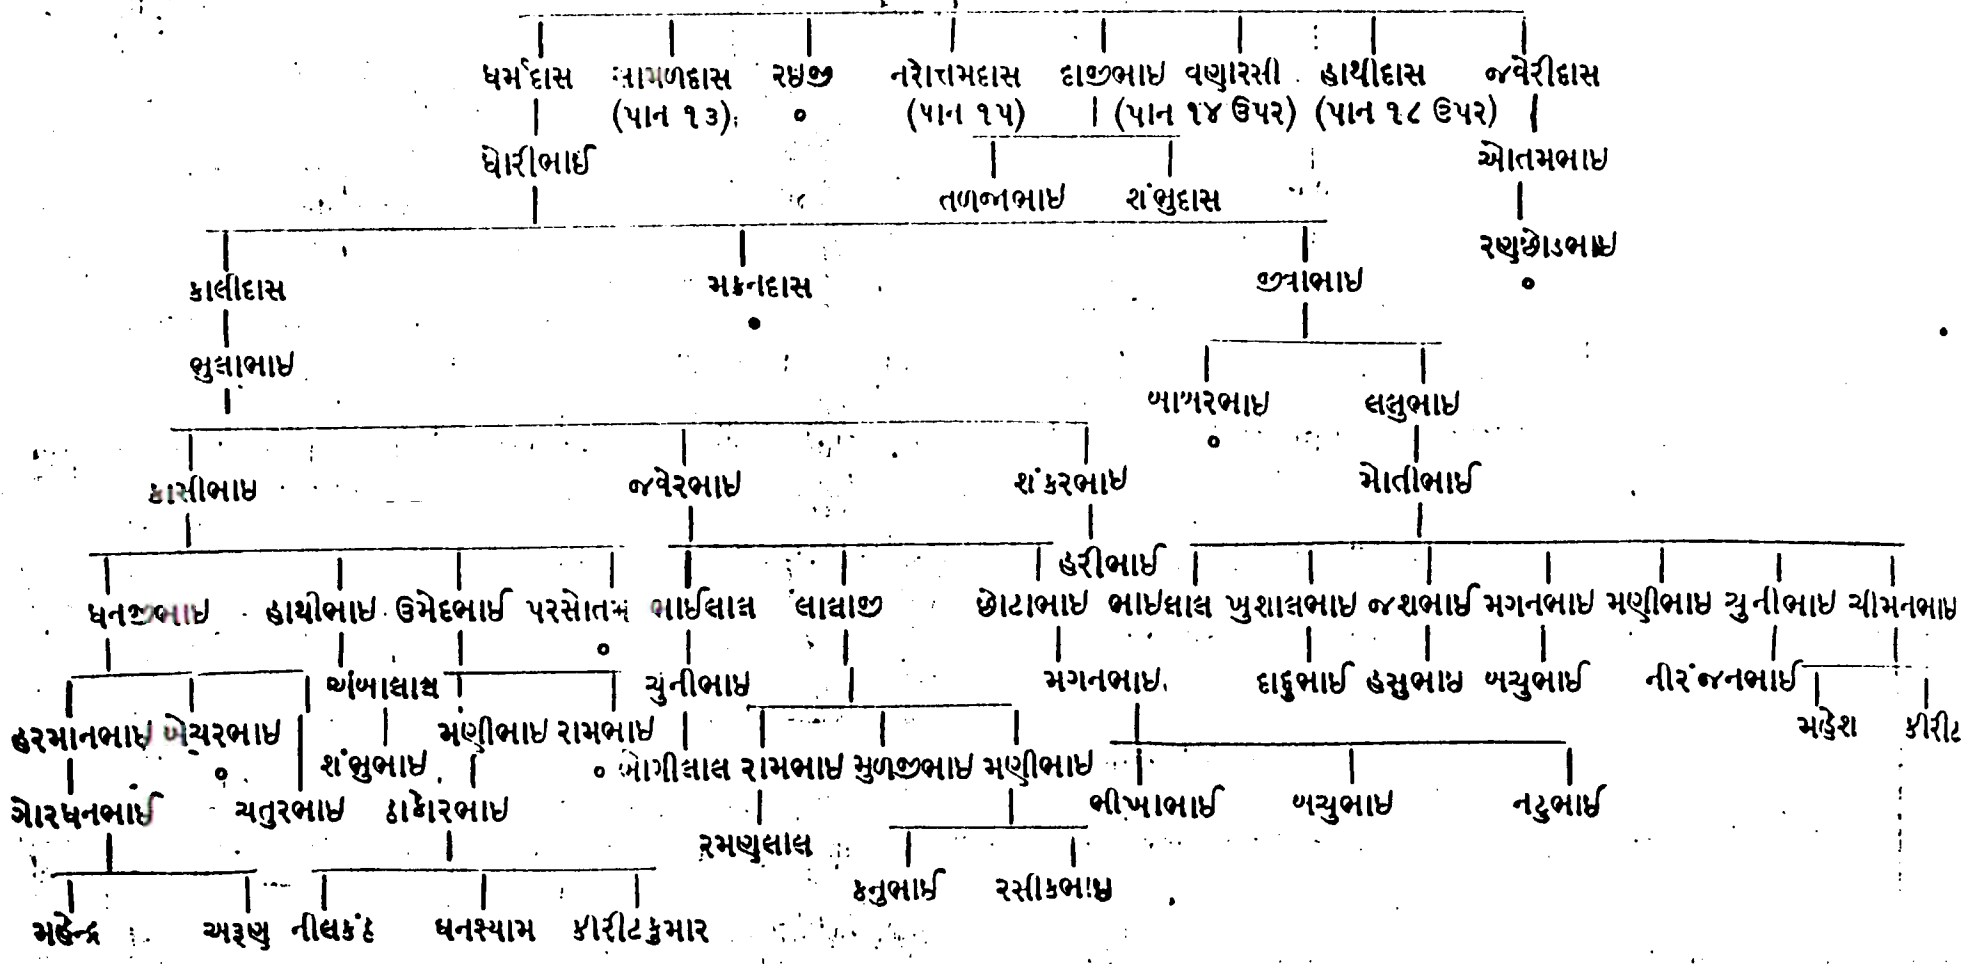 ધર્મદાસ સામળદાસ રઇજી નરોત્તમદાસ દાજીભાઇ વણારસી હાથીદાસ જવેરીદાસ
(પાન ૧૩) (પાન ૧૫) (પાન ૧૪ ઉપર) (પાન ૧૮ ઉપર)
ઘોરીભાઈ ઓતમભાઇ
તળજાભાઇ શંભુદાસ
રણછોડભાઇ
કાલીદાસ મકનદાસ જીત્રાભાઇ
ભુલાભાઇ
બાબરભાઇ લલુભાઇ
કાસીભાઇ જવેરભાઇ શંકરભાઇ મોતીભાઈ
હરીભાઈ
ધનજીભાઇ હાથીભાઇ ઉમેદભાઈ પરસોતમ ભાઈલાલ લાલાજી છોટાભાઇ ભાઇલાલ ખુશાલભાઇ જશભાઈ મગનભાઇ મણીભાઇ ચુનીભાઇ ચીમનભાઇ
અંબાલાલ ચુનીભાઇ મગનભાઇ દાદુભાઈ હસુભાઇ બચુભાઈ નીરંજનભાઈ
હરમાનભાઇ બેચરભાઇ મણીભાઇ રામભાઇ મહેશ કીરીટ
શંભુભાઇ ભોગીલાલ રામભાઇ મુળજીભાઇ મણીભાઇ
ગોરધનભાઈ ચતુરભાઇ ઠાકોરભાઈ ભીખાભાઈ બચુભાઇ નટુભાઈ
રમણલાલ
કનુભાઈ રસીકભાઇ
મહેન્દ્ર અરૂણ નીલકંઠ ઘનશ્યામ કીરીટકુમાર